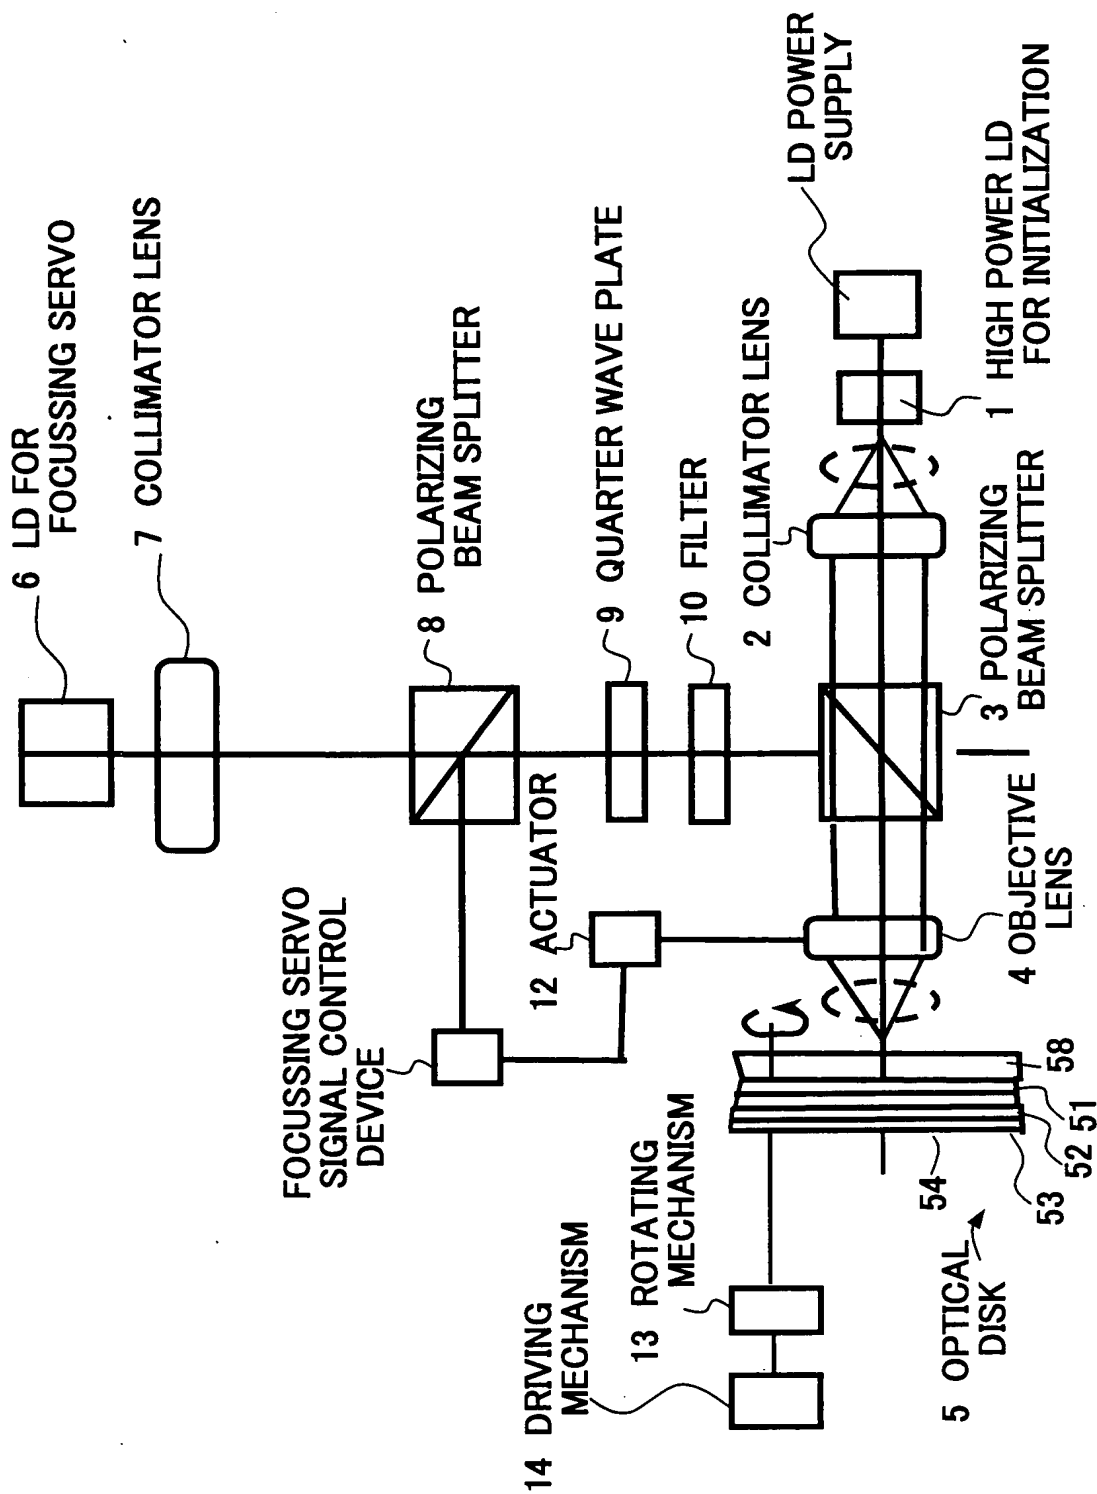 6 LD FOR
FOCUSSING SERVO
7 COLLIMATOR LENS
8 POLARIZING
BEAM SPLITTER
9 QUARTER WAVE PLATE
10 FILTER
2 COLLIMATOR LENS
LD POWER
SUPPLY
1 HIGH POWER LD
FOR INITIALIZATION
3 POLARIZING
BEAM SPLITTER
4 OBJECTIVE
LENS
FOCUSSING SERVO
SIGNAL CONTROL
DEVICE
12 ACTUATOR
13 ROTATING
MECHANISM
14 DRIVING
MECHANISM
58
51
52
53
54
5 OPTICAL
DISK